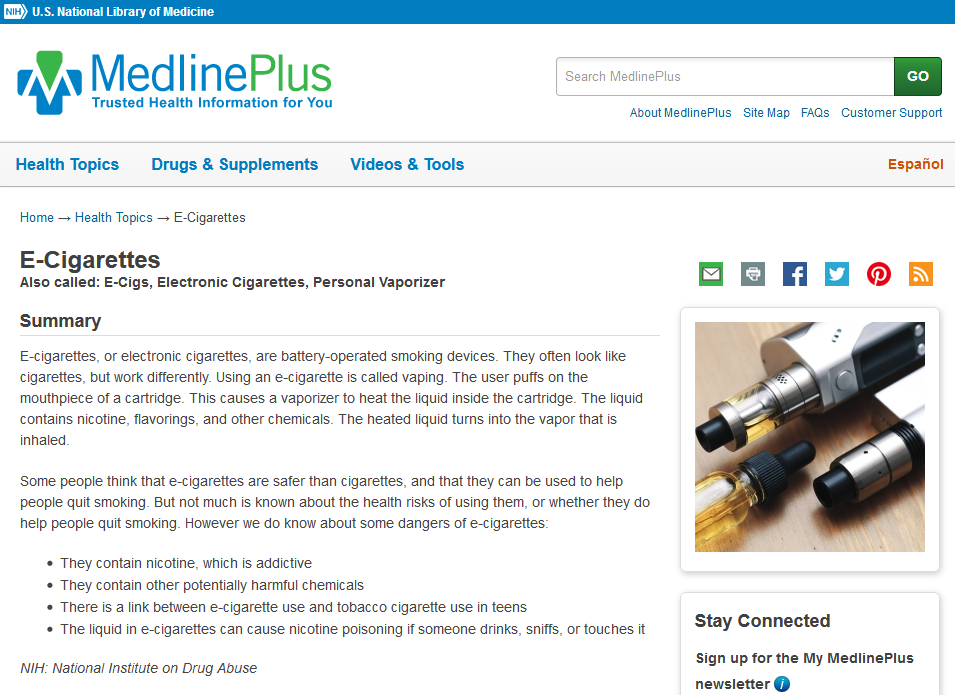 NIH U.S. National Library of Medicine
MedlinePlus
Trusted Health Information for You
Search MedlinePlus
GO
About MedlinePlus Site Map FAQs Customer Support
Health Topics Drugs & Supplements Videos & Tools Español
Home → Health Topics → E-Cigarettes
E-Cigarettes
Also called: E-Cigs, Electronic Cigarettes, Personal Vaporizer
Summary
E-cigarettes, or electronic cigarettes, are battery-operated smoking devices. They often look like
cigarettes, but work differently. Using an e-cigarette is called vaping. The user puffs on the
mouthpiece of a cartridge. This causes a vaporizer to heat the liquid inside the cartridge. The liquid
contains nicotine, flavorings, and other chemicals. The heated liquid turns into the vapor that is
inhaled.
Some people think that e-cigarettes are safer than cigarettes, and that they can be used to help
people quit smoking. But not much is known about the health risks of using them, or whether they do
help people quit smoking. However we do know about some dangers of e-cigarettes:
• They contain nicotine, which is addictive
• They contain other potentially harmful chemicals
• There is a link between e-cigarette use and tobacco cigarette use in teens
• The liquid in e-cigarettes can cause nicotine poisoning if someone drinks, sniffs, or touches it
NIH: National Institute on Drug Abuse
Stay Connected
Sign up for the My MedlinePlus
newsletter i